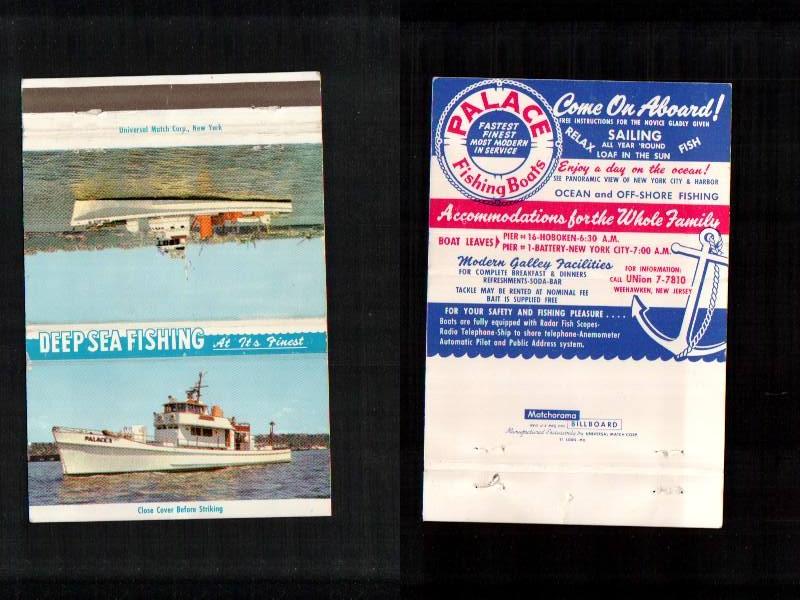 Universal Match Corp., New York
DEEP SEA FISHING At Its Finest
PALACE II
Close Cover Before Striking
PALACE
FASTEST
FINEST
MOST MODERN
IN SERVICE
Fishing Boats
Come On Aboard!
FREE INSTRUCTIONS FOR THE NOVICE GLADLY GIVEN
RELAX
SAILING
ALL YEAR 'ROUND
LOAF IN THE SUN
FISH
Enjoy a day on the ocean!
SEE PANORAMIC VIEW OF NEW YORK CITY & HARBOR
OCEAN and OFF-SHORE FISHING
Accommodations for the Whole Family
BOAT LEAVES
PIER # 16-HOBOKEN-6:30 A.M.
PIER # 1-BATTERY-NEW YORK CITY-7:00 A.M.
Modern Galley Facilities
FOR COMPLETE BREAKFAST & DINNERS
REFRESHMENTS-SODA-BAR
TACKLE MAY BE RENTED AT NOMINAL FEE
BAIT IS SUPPLIED FREE
FOR INFORMATION:
CALL UNion 7-7810
WEEHAWKEN, NEW JERSEY
FOR YOUR SAFETY AND FISHING PLEASURE ....
Boats are fully equipped with Radar Fish Scopes-
Radio Telephone-Ship to shore telephone-Anemometer
Automatic Pilot and Public Address system.
Matchorama
BILLBOARD
Manufactured Exclusively by UNIVERSAL MATCH CORP.
ST. LOUIS - MO.